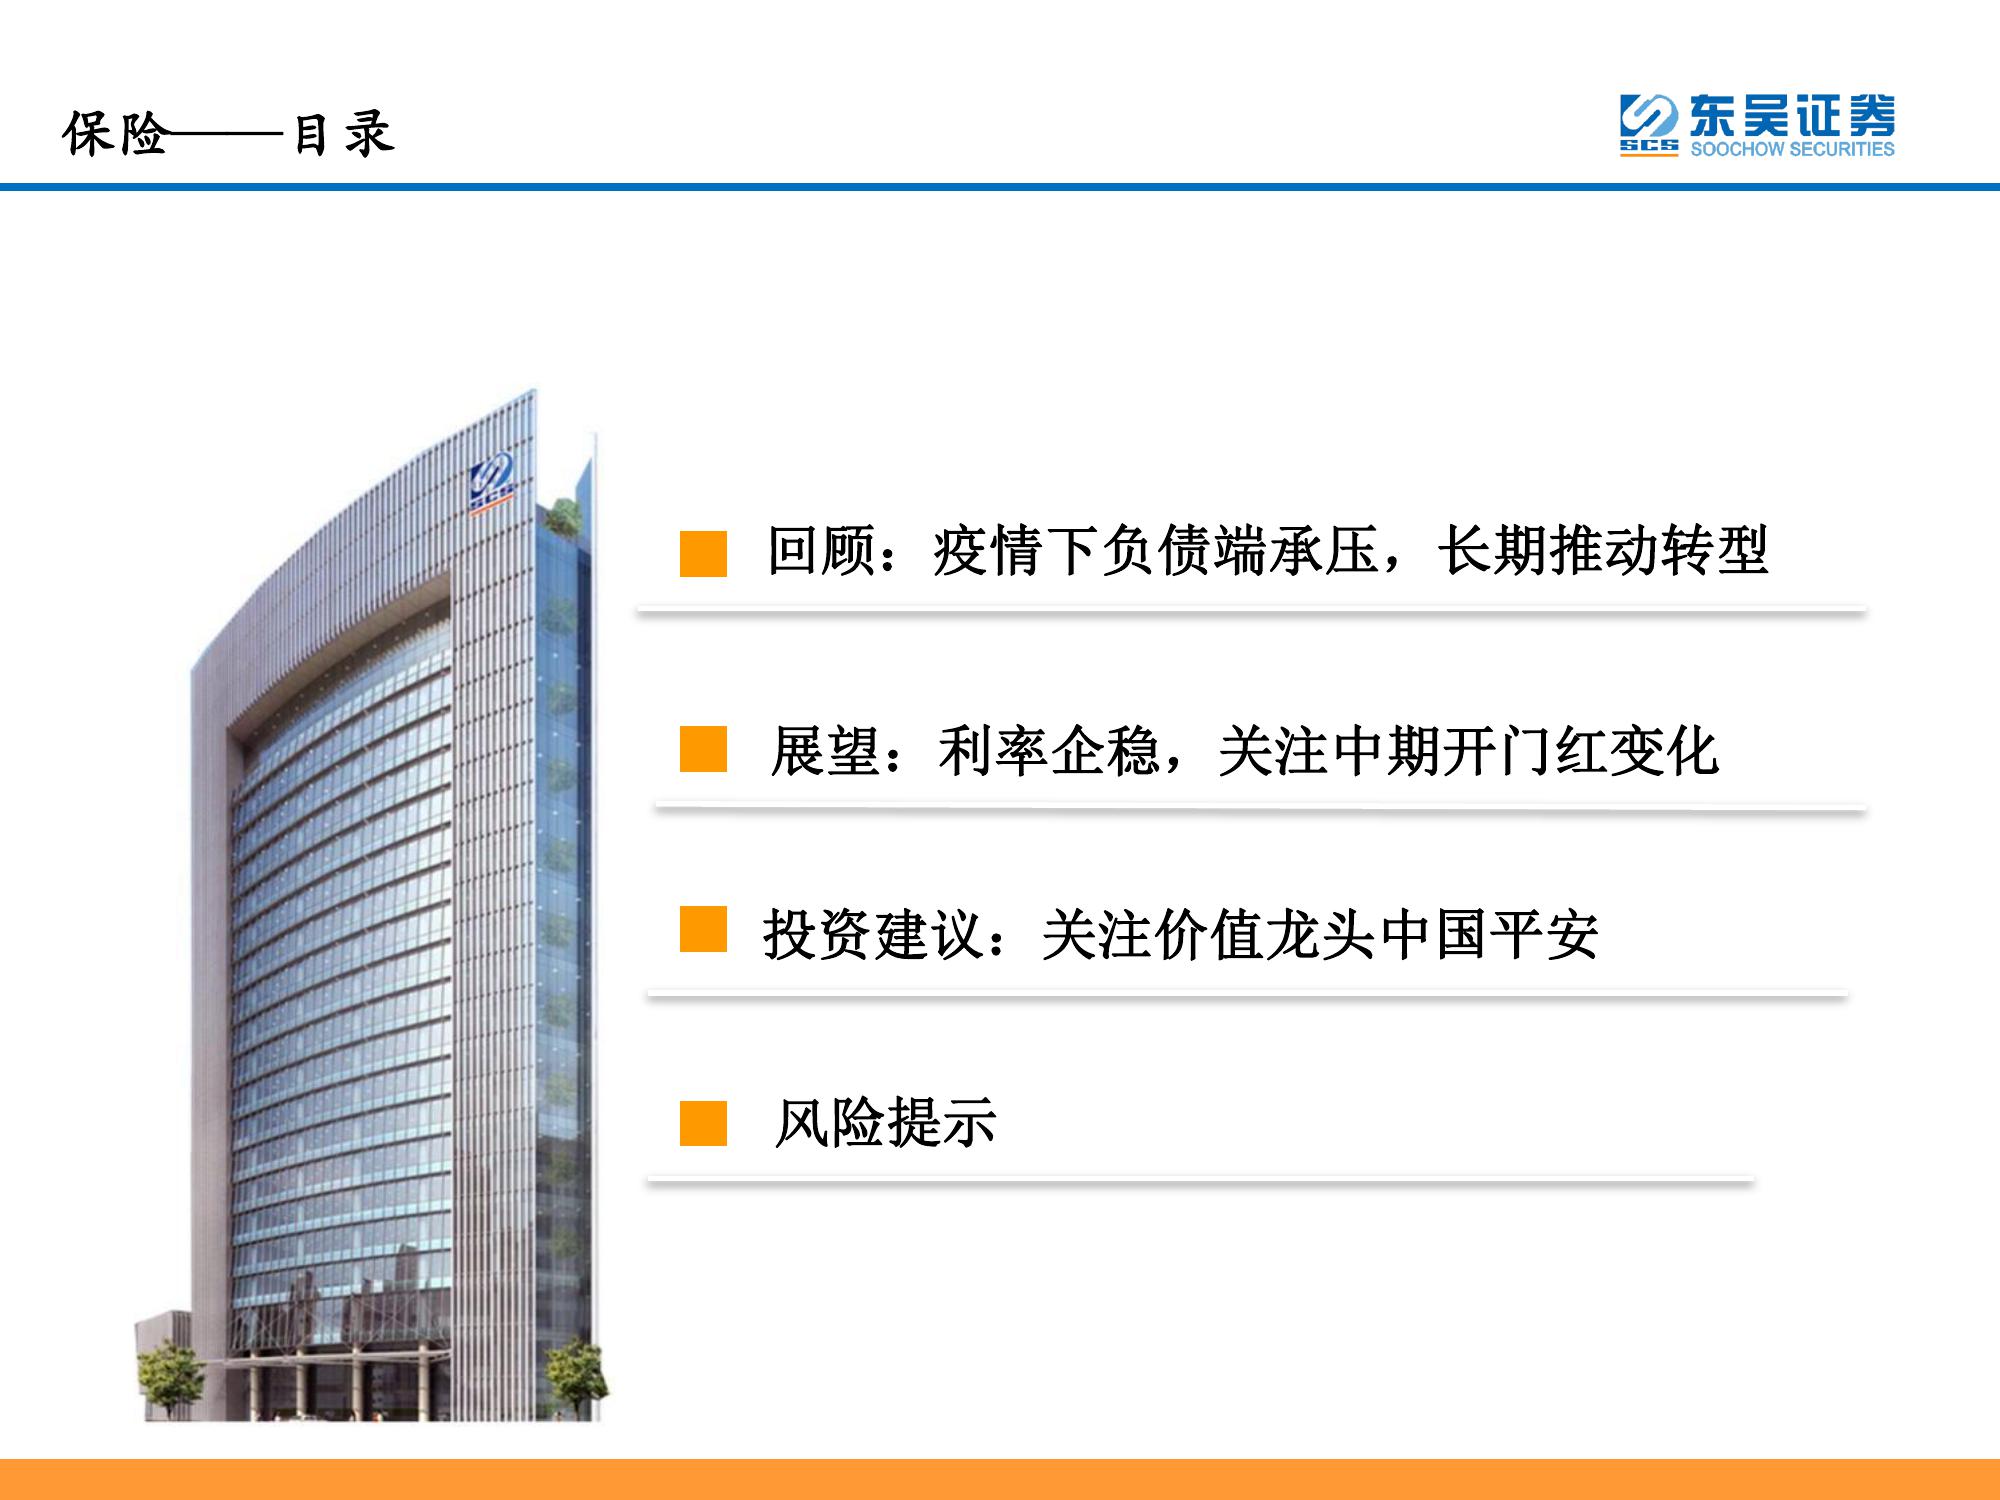 保险——目录
SCS
东吴证券
SOOCHOW SECURITIES
SCS
回顾：疫情下负债端承压，长期推动转型
展望：利率企稳，关注中期开门红变化
投资建议：关注价值龙头中国平安
风险提示